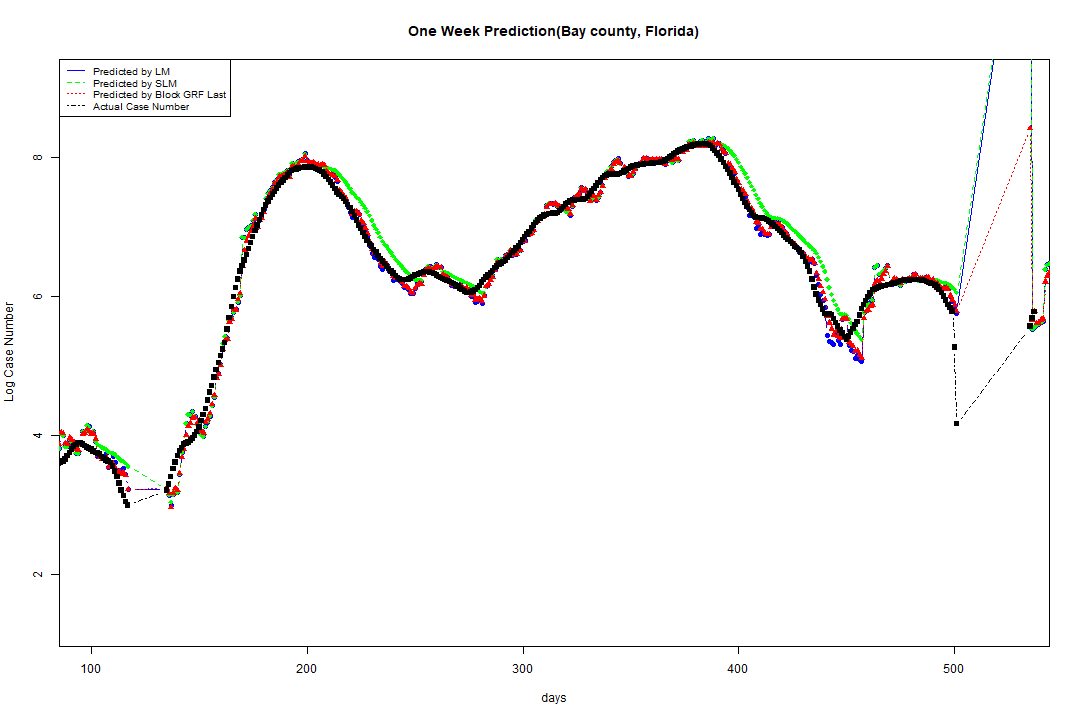 One Week Prediction(Bay county, Florida)
Predicted by LM
Predicted by SLM
Predicted by Block GRF Last
Actual Case Number
8
6
4
2
Log Case Number
100 200 300 400 500
days